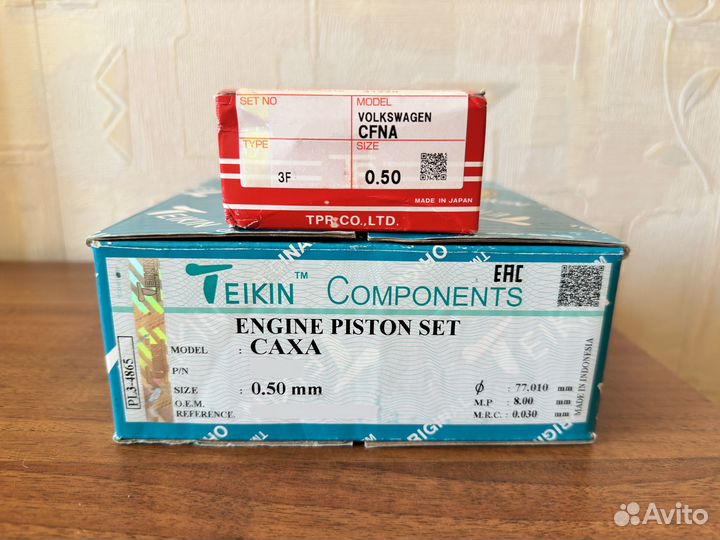 SET NO
MODEL
VOLKSWAGEN
CFNA
TYPE
SIZE
3F
0.50
MADE IN JAPAN
TPR CO., LTD.
TEIKIN™ COMPONENTS
EAC
ENGINE PISTON SET
MODEL : CAXA
P/N :
SIZE : 0.50 mm
O.E.M.
REFERENCE
ϕ : 77.010 mm
M.P : 8.00 mm
M.R.C : 0.030 mm
PL3-4865
MADE IN INDONESIA
Avito